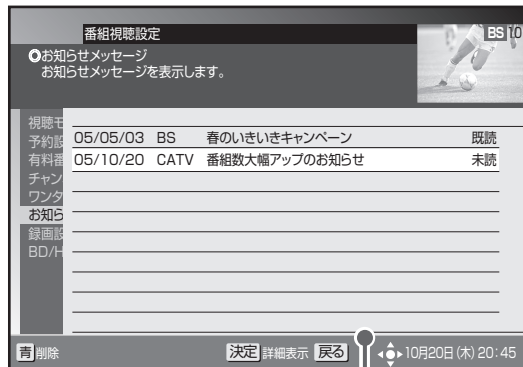 番組視聴設定
BS 10
お知らせメッセージ
お知らせメッセージを表示します。
視聴モ
予約設
有料番
チャン
ワンタ
お知ら
録画設
BD/H
05/05/03 BS 春のいきいきキャンペーン 既読
05/10/20 CATV 番組数大幅アップのお知らせ 未読
青 削除 決定 詳細表示 戻る 10月20日(木)20:45